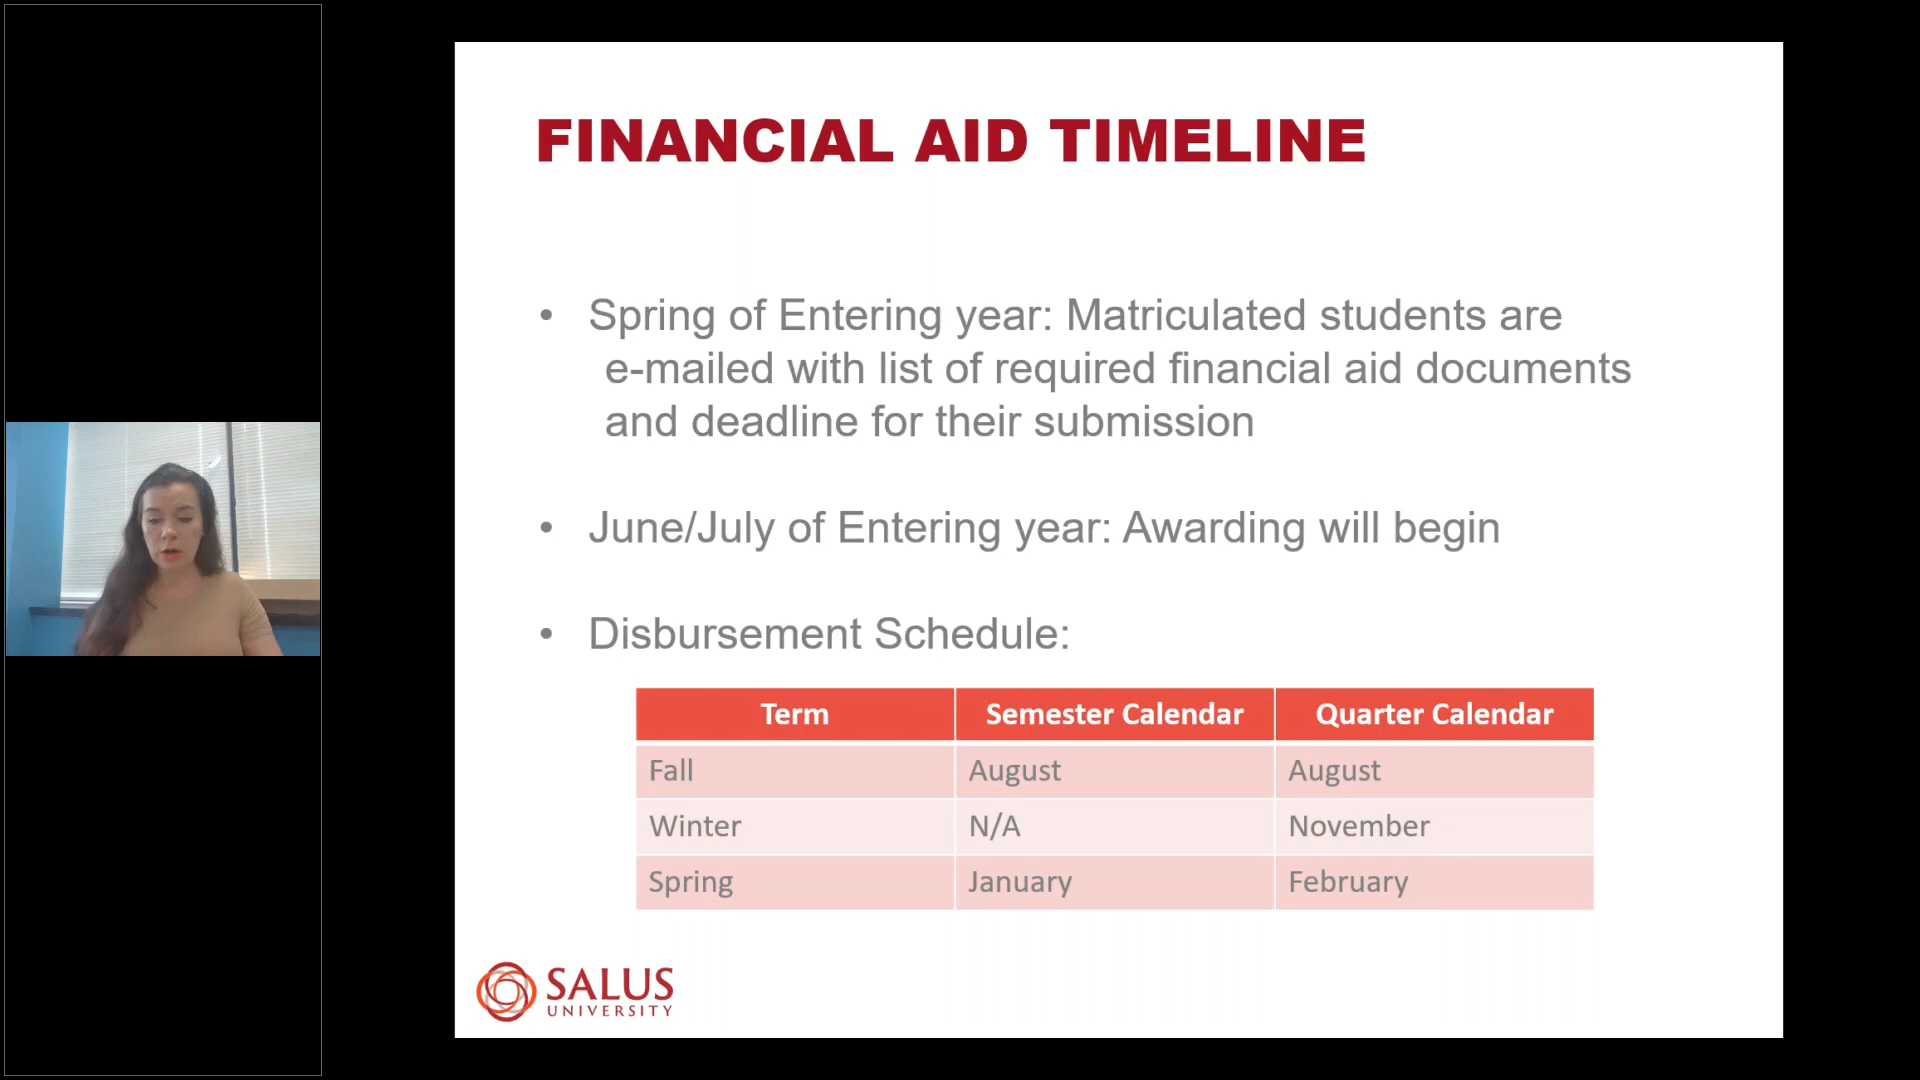 FINANCIAL AID TIMELINE
• Spring of Entering year: Matriculated students are
e-mailed with list of required financial aid documents
and deadline for their submission
• June/July of Entering year: Awarding will begin
• Disbursement Schedule:
Term Semester Calendar Quarter Calendar
Fall August August
Winter N/A November
Spring January February
SALUS
UNIVERSITY